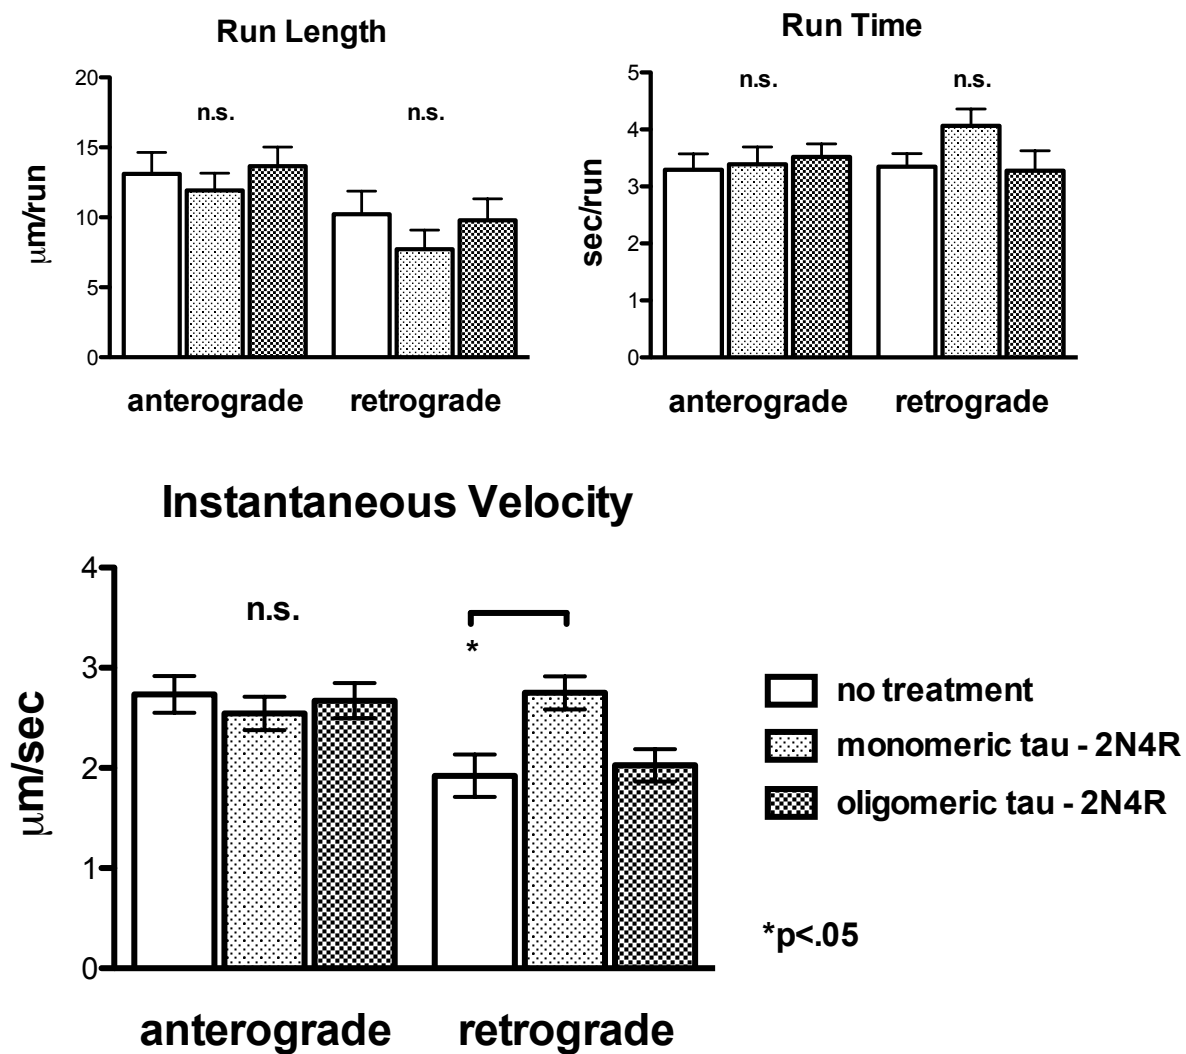 Run Length
20
15
10
5
0
μm/run
n.s.
n.s.
anterograde
retrograde
Run Time
5
4
3
2
1
0
sec/run
n.s.
n.s.
anterograde
retrograde
Instantaneous Velocity
4
3
2
1
0
μm/sec
n.s.
*
anterograde
retrograde
no treatment
monomeric tau - 2N4R
oligomeric tau - 2N4R
*p<.05